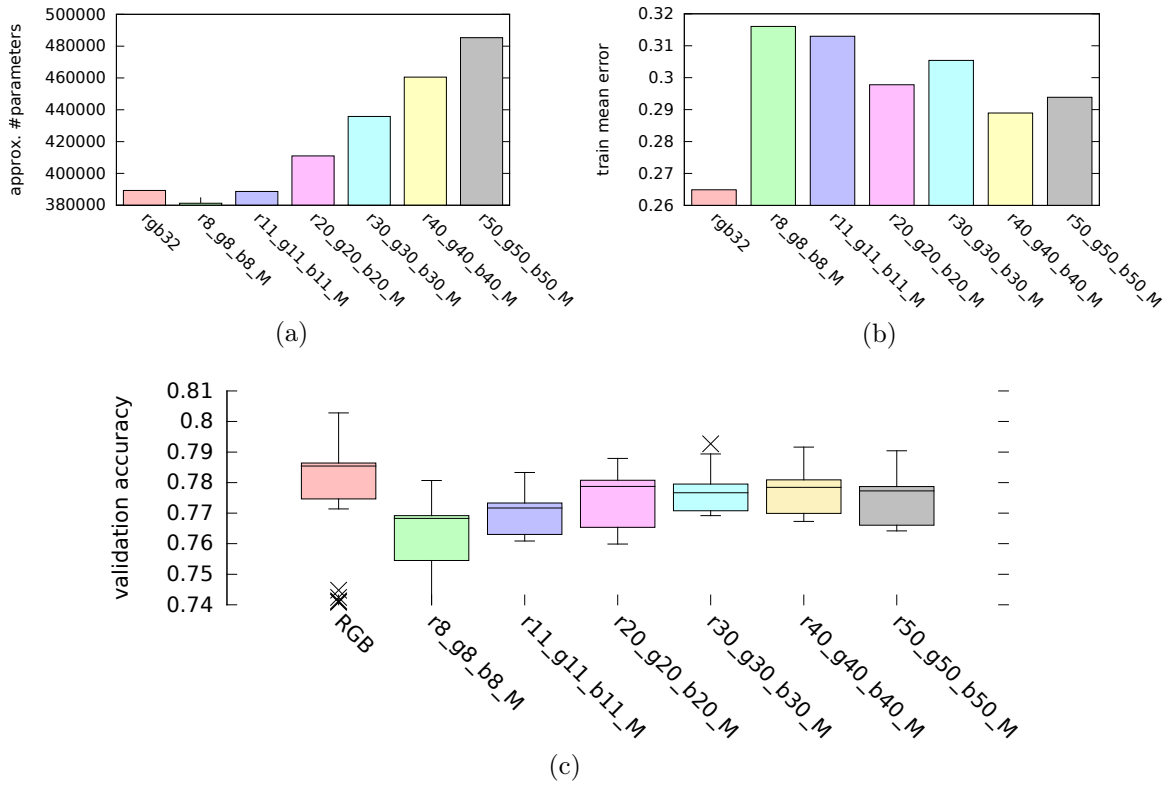 approx. #parameters
500000
480000
460000
440000
420000
400000
380000
rgb32
r8_g8_b8_M
r11_g11_b11_M
r20_g20_b20_M
r30_g30_b30_M
r40_g40_b40_M
r50_g50_b50_M
(a)
train mean error
0.32
0.31
0.3
0.29
0.28
0.27
0.26
rgb32
r8_g8_b8_M
r11_g11_b11_M
r20_g20_b20_M
r30_g30_b30_M
r40_g40_b40_M
r50_g50_b50_M
(b)
validation accuracy
0.81
0.8
0.79
0.78
0.77
0.76
0.75
0.74
RGB
r8_g8_b8_M
r11_g11_b11_M
r20_g20_b20_M
r30_g30_b30_M
r40_g40_b40_M
r50_g50_b50_M
(c)